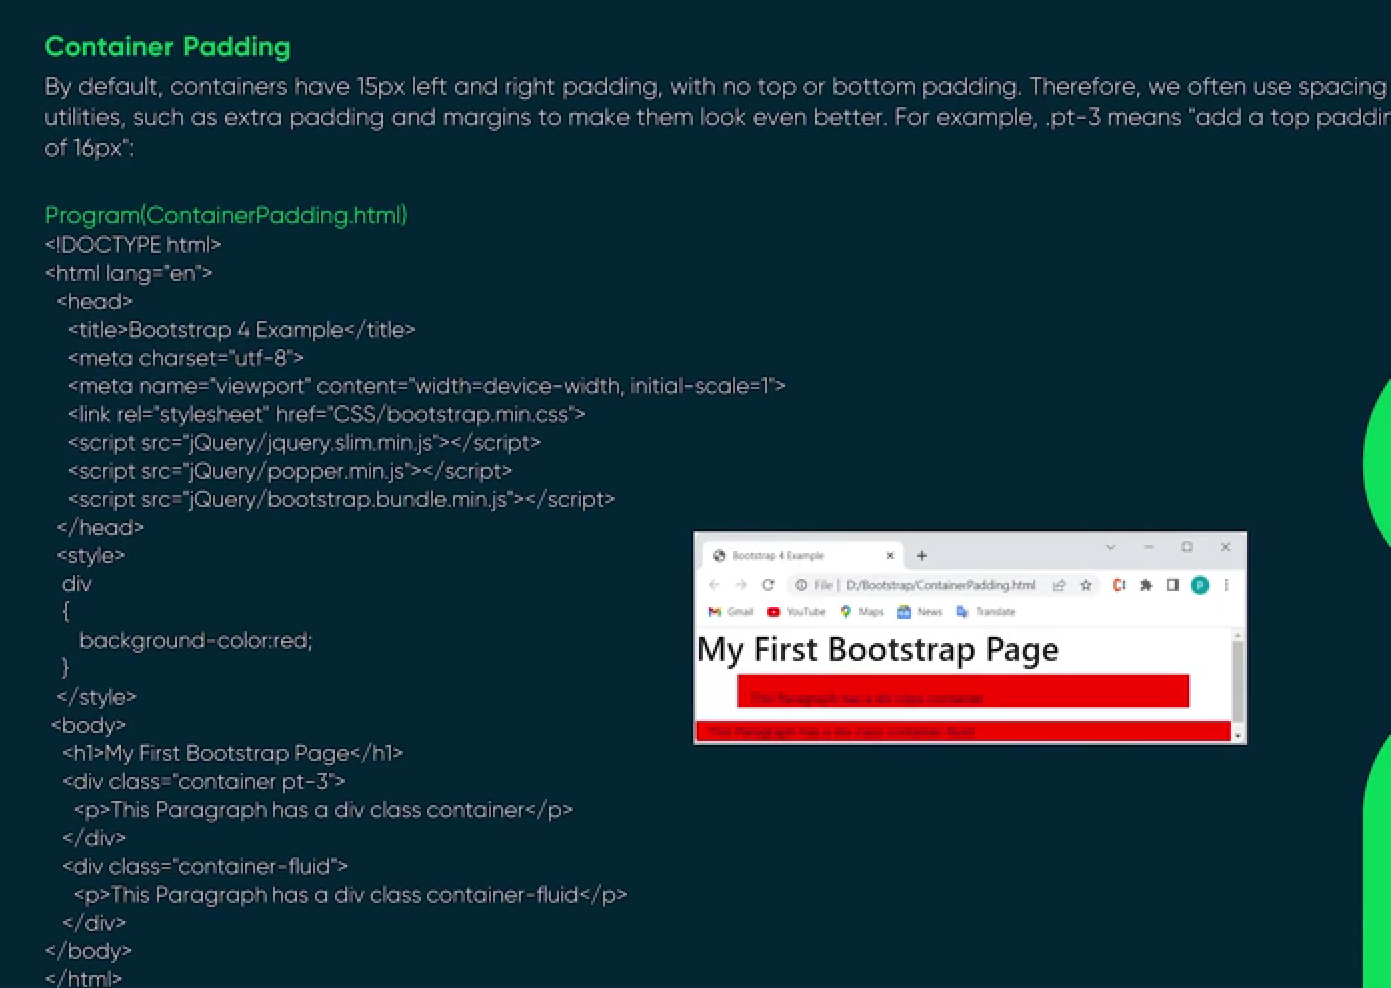 Container Padding
By default, containers have 15px left and right padding, with no top or bottom padding. Therefore, we often use spacing
utilities, such as extra padding and margins to make them look even better. For example, .pt-3 means "add a top paddin
of 16px":
Program(ContainerPadding.html)
<!DOCTYPE html>
<html lang="en">
<head>
<title>Bootstrap 4 Example</title>
<meta charset="utf-8">
<meta name="viewport" content="width=device-width, initial-scale=1">
<link rel="stylesheet" href="CSS/bootstrap.min.css">
<script src="jQuery/jquery.slim.min.js"></script>
<script src="jQuery/popper.min.js"></script>
<script src="jQuery/bootstrap.bundle.min.js"></script>
</head>
<style>
div
{
background-color:red;
}
</style>
<body>
<h1>My First Bootstrap Page</h1>
<div class="container pt-3">
<p>This Paragraph has a div class container</p>
</div>
<div class="container-fluid">
<p>This Paragraph has a div class container-fluid</p>
</div>
</body>
</html>
Bootstrap 4 Example
File | D:/Bootstrap/ContainerPadding.html
P
Gmail YouTube Maps News Translate
My First Bootstrap Page
This Paragraph has a div class container
This Paragraph has a div class container-fluid